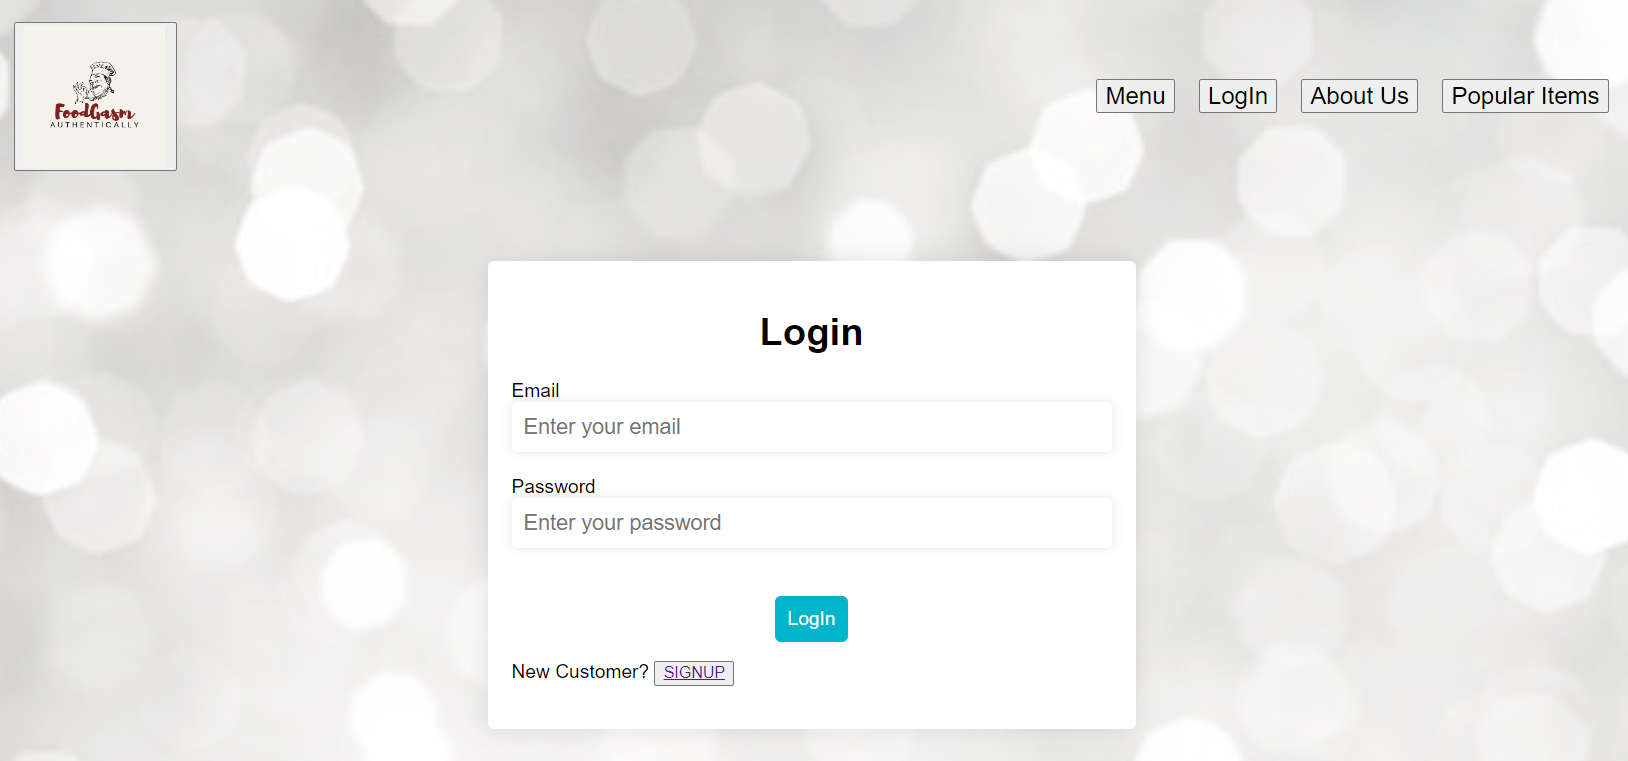 FoodGasm
AUTHENTICALLY
Menu LogIn About Us Popular Items
Login
Email
Enter your email
Password
Enter your password
LogIn
New Customer? SIGNUP